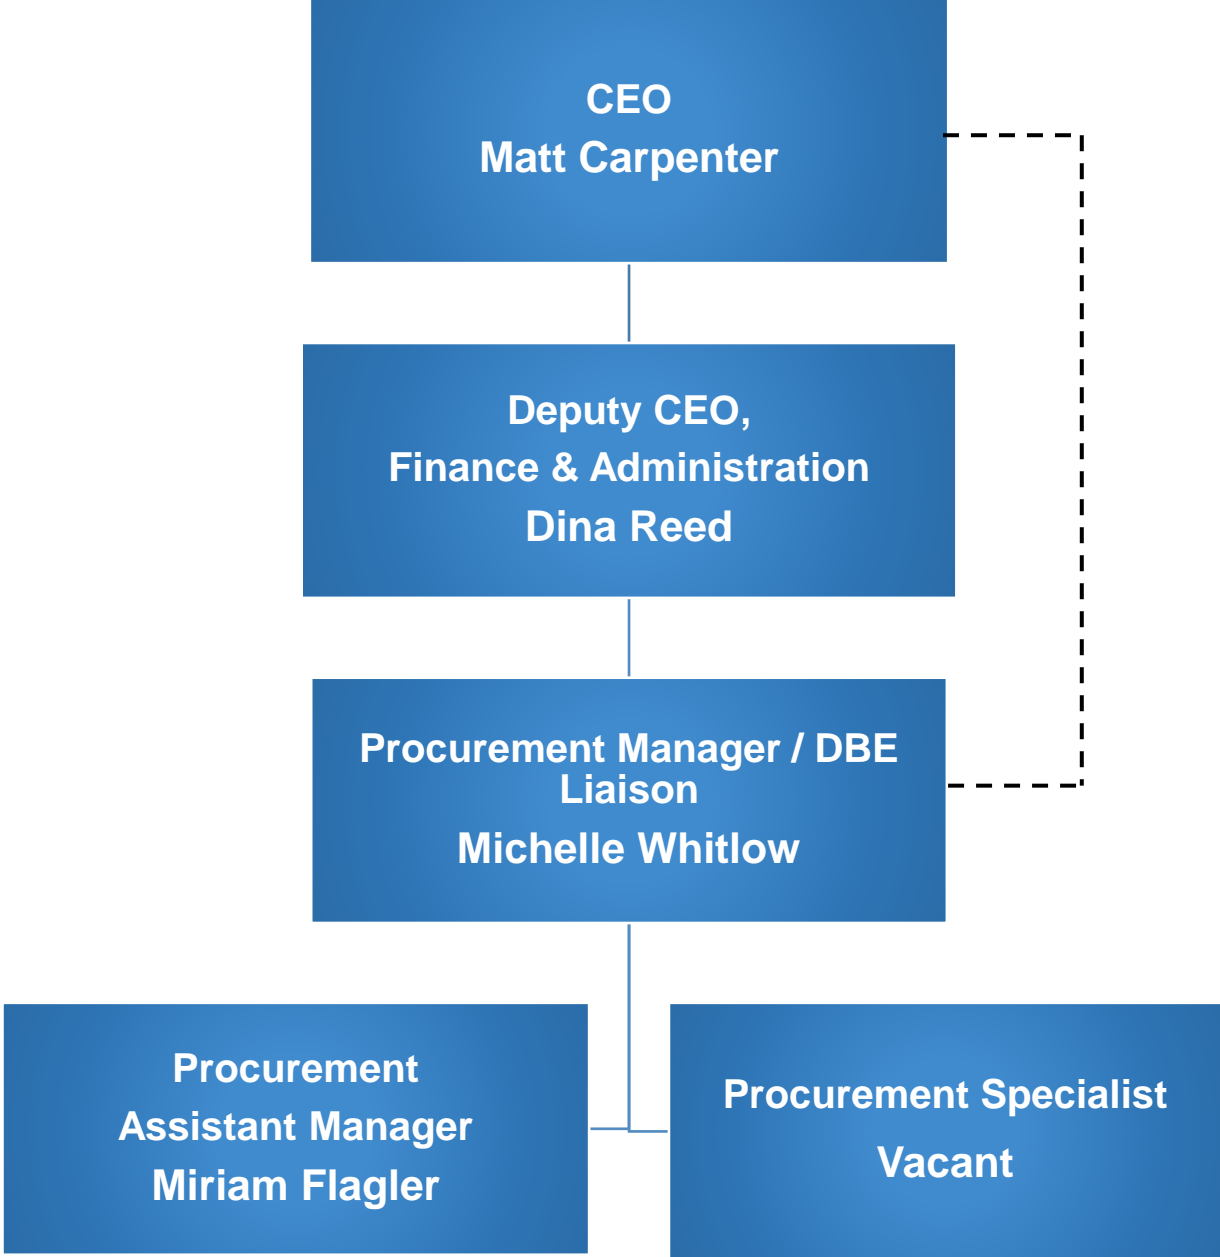 CEO
Matt Carpenter
Deputy CEO,
Finance & Administration
Dina Reed
Procurement Manager / DBE
Liaison
Michelle Whitlow
Procurement
Assistant Manager
Miriam Flagler
Procurement Specialist
Vacant